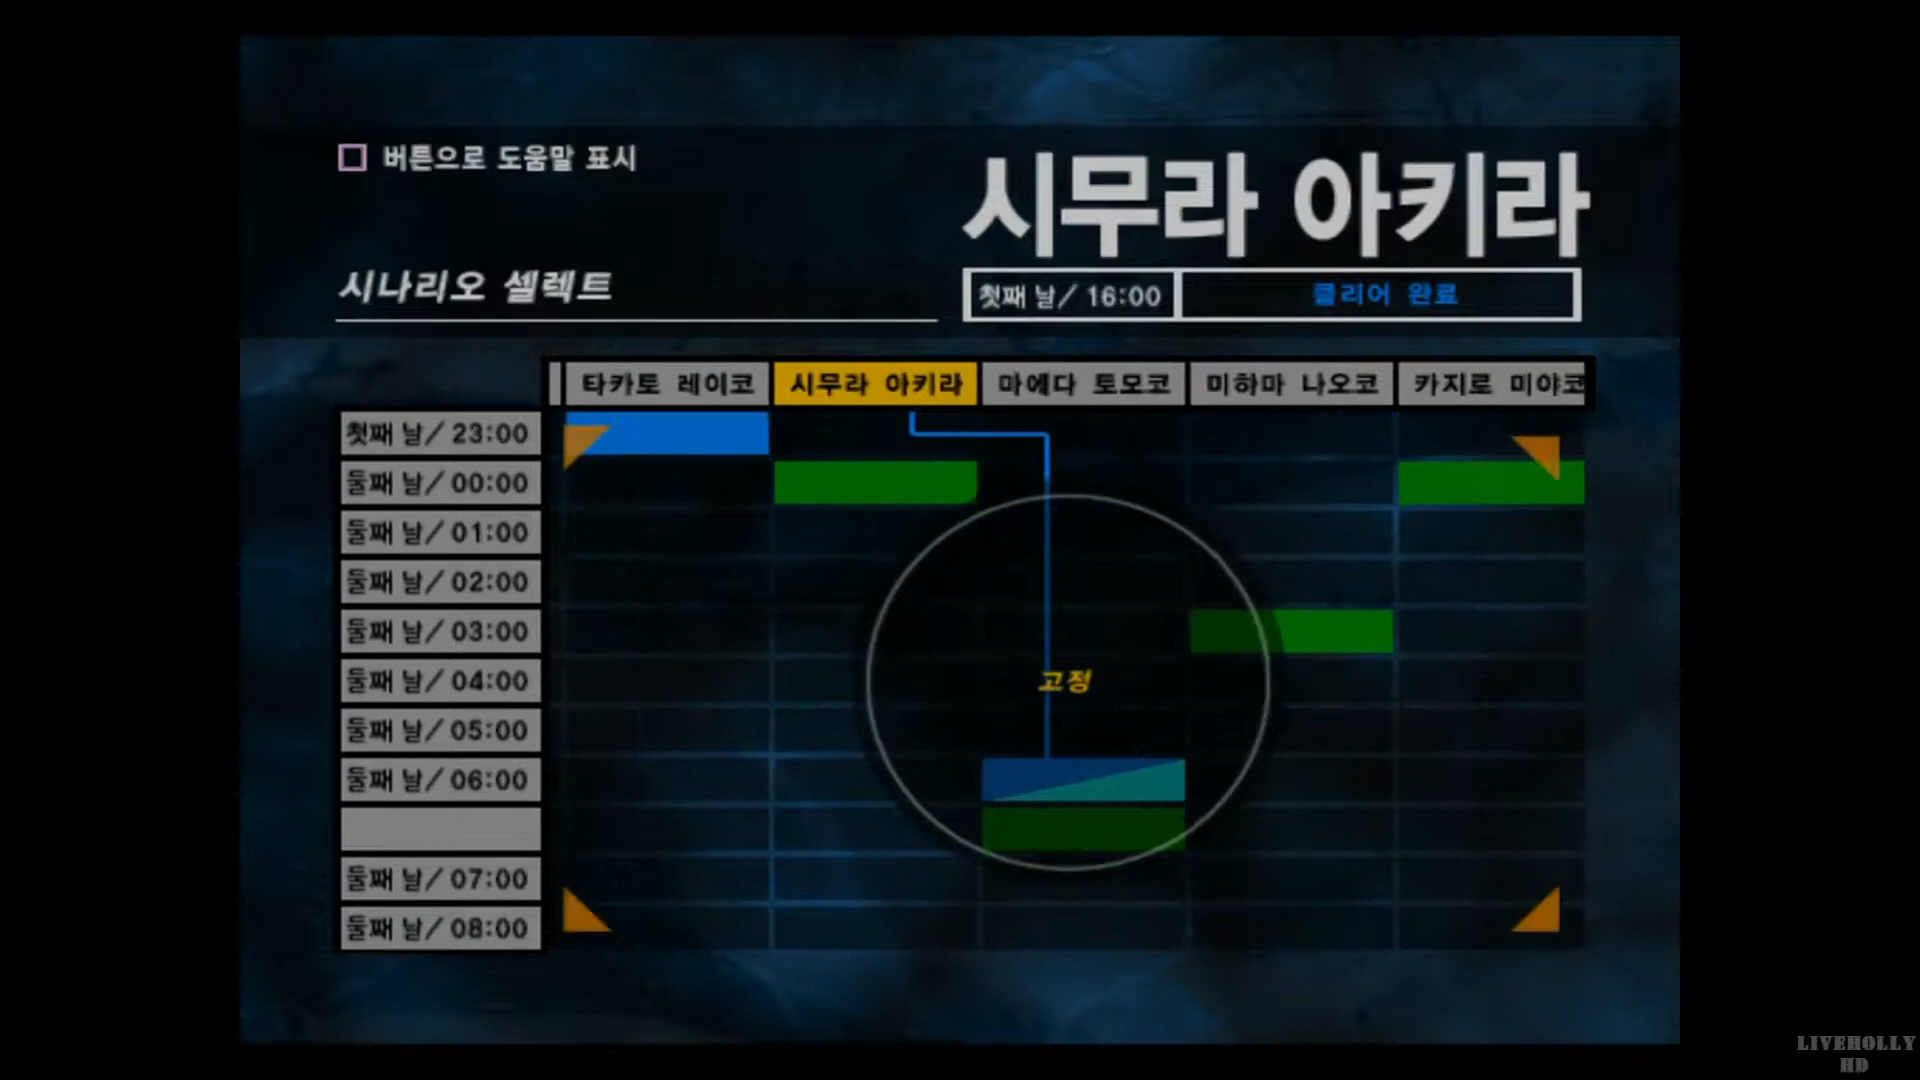 버튼으로 도움말 표시
시무라 아키라
시나리오 셀렉트
첫째 날/16:00
클리어 완료
타카토 레이코 시무라 아키라 마에다 토모코 미하마 나오코 카지로 미야코
첫째 날/23:00
둘째 날/00:00
둘째 날/01:00
둘째 날/02:00
둘째 날/03:00
둘째 날/04:00
고정
둘째 날/05:00
둘째 날/06:00
둘째 날/07:00
둘째 날/08:00
LIVEHOLLY
HD